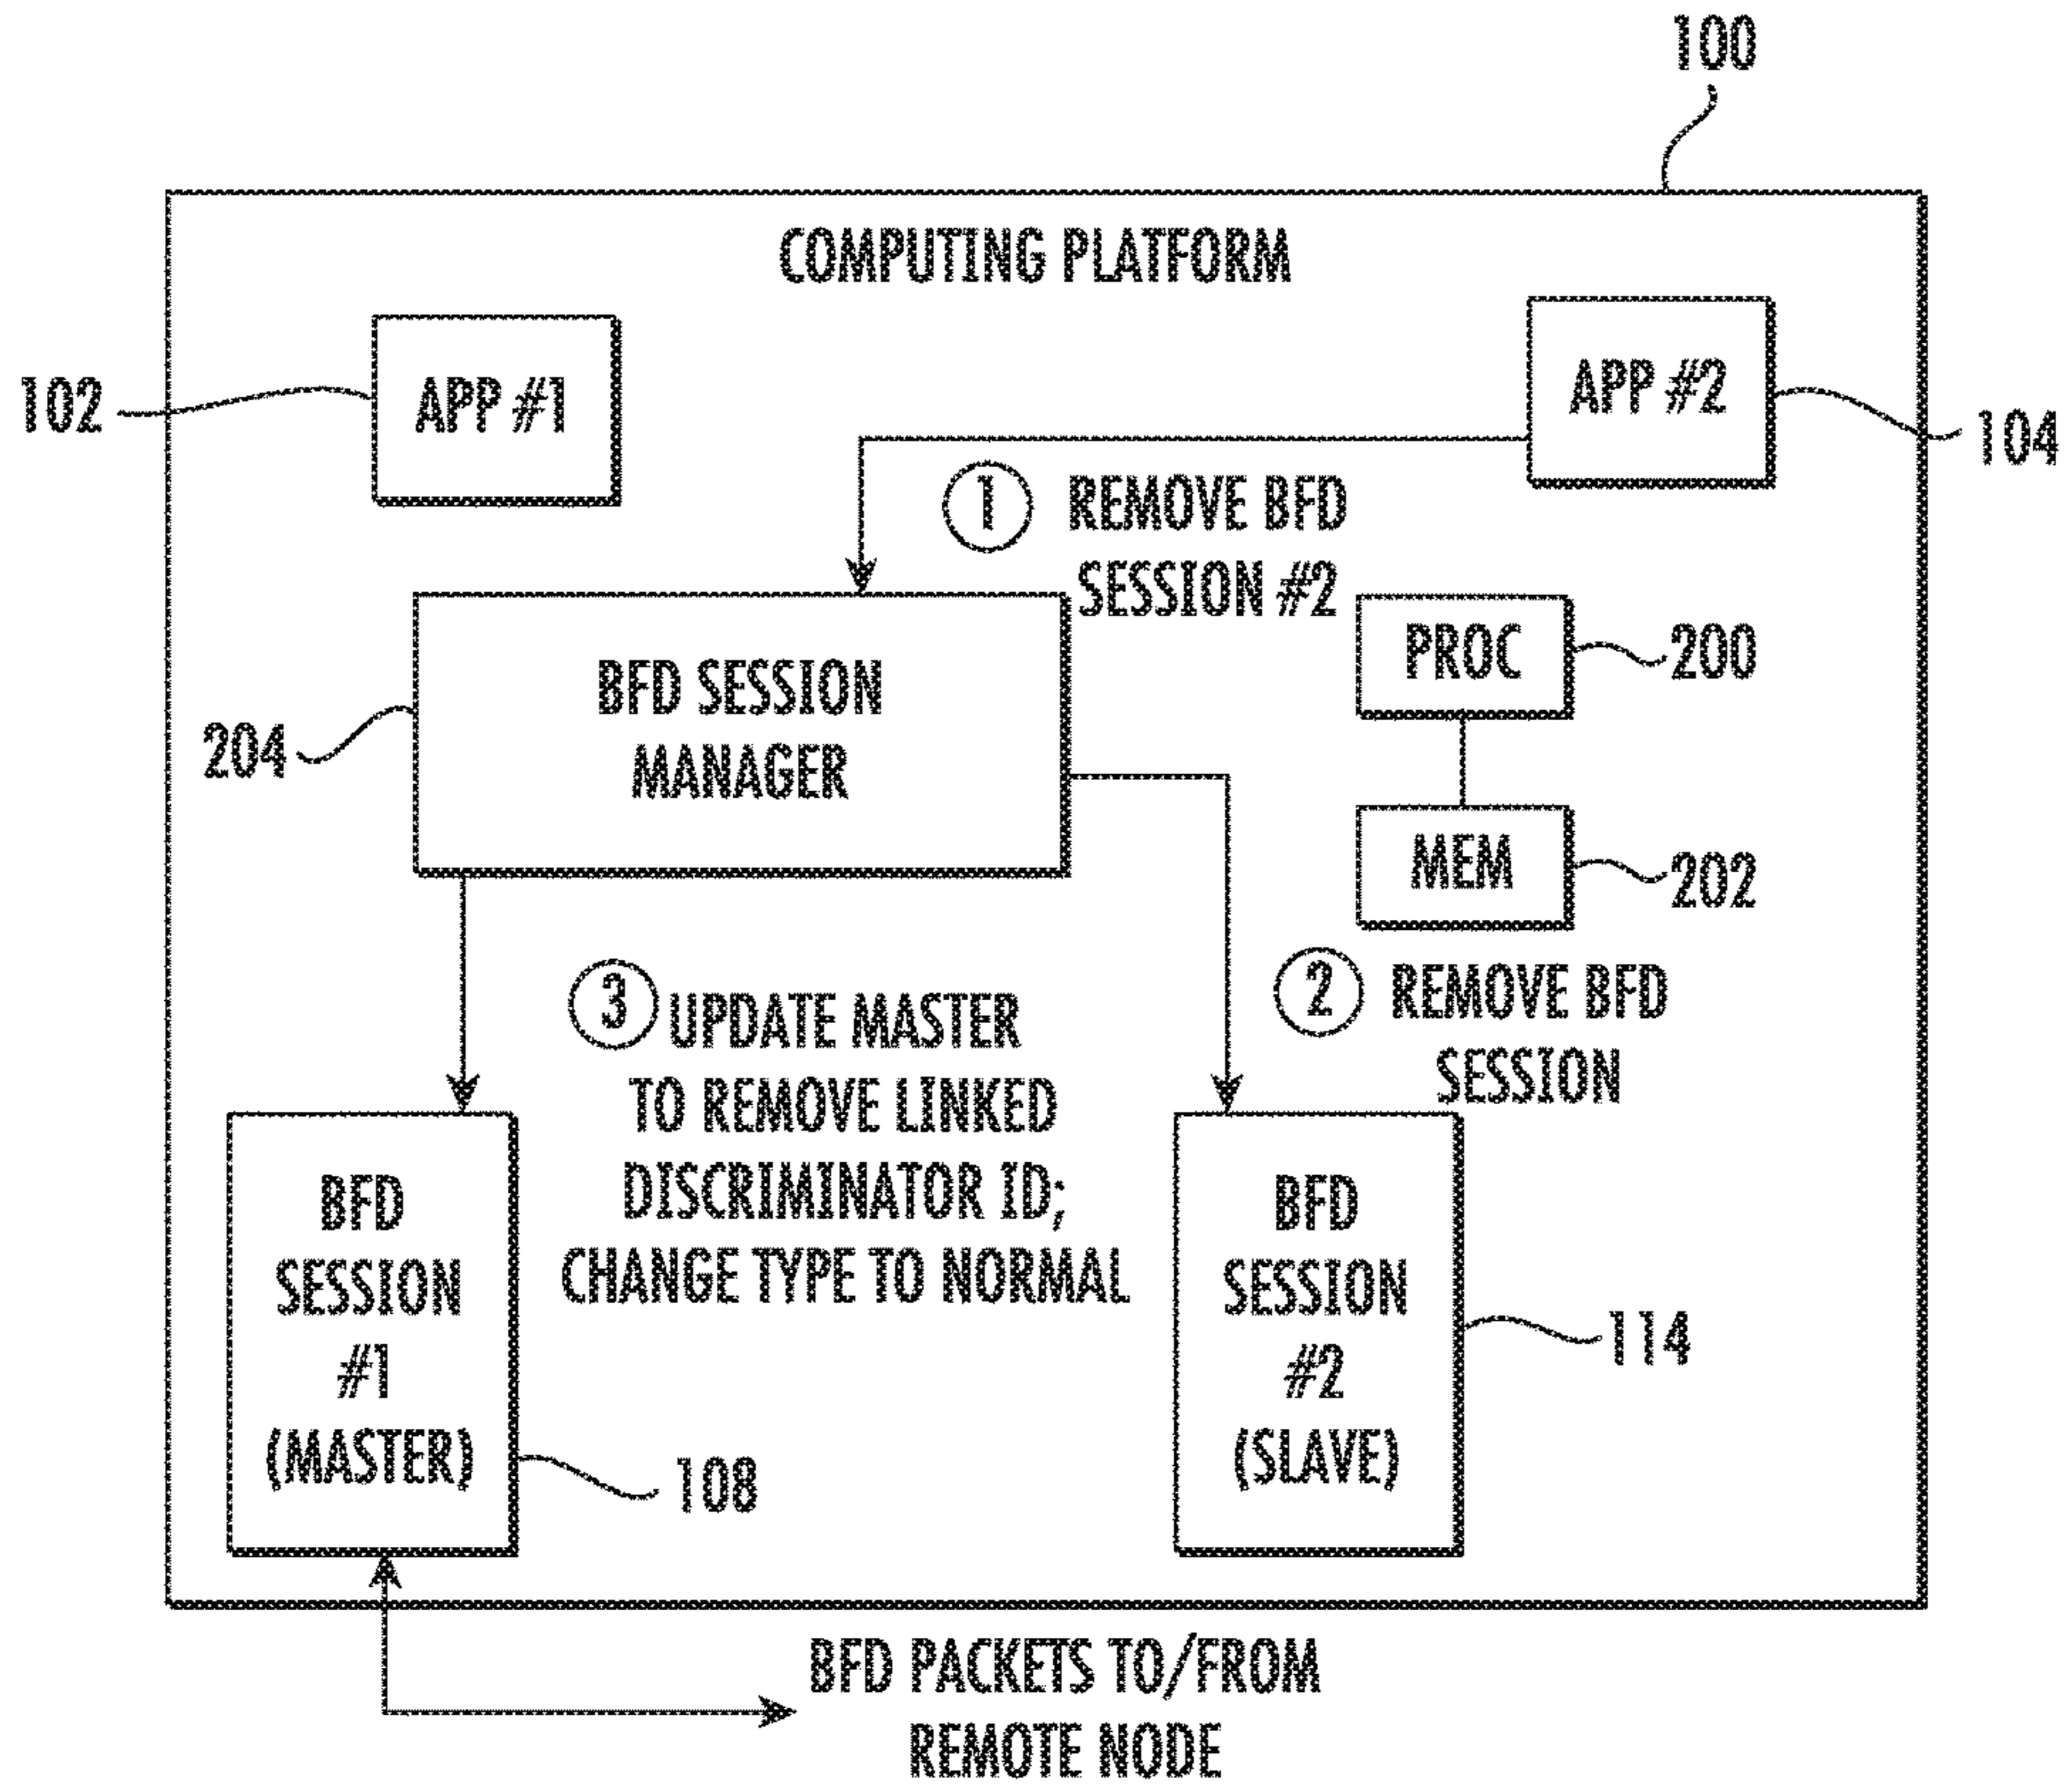 100
COMPUTING PLATFORM
APP #1
APP #2
102
104
1 REMOVE BFD
SESSION #2
BFD SESSION
MANAGER
PROC
200
204
MEM
202
3 UPDATE MASTER
TO REMOVE LINKED
DISCRIMINATOR ID;
CHANGE TYPE TO NORMAL
2 REMOVE BFD
SESSION
BFD
SESSION
#1
(MASTER)
108
BFD
SESSION
#2
(SLAVE)
114
BFD PACKETS TO/FROM
REMOTE NODE